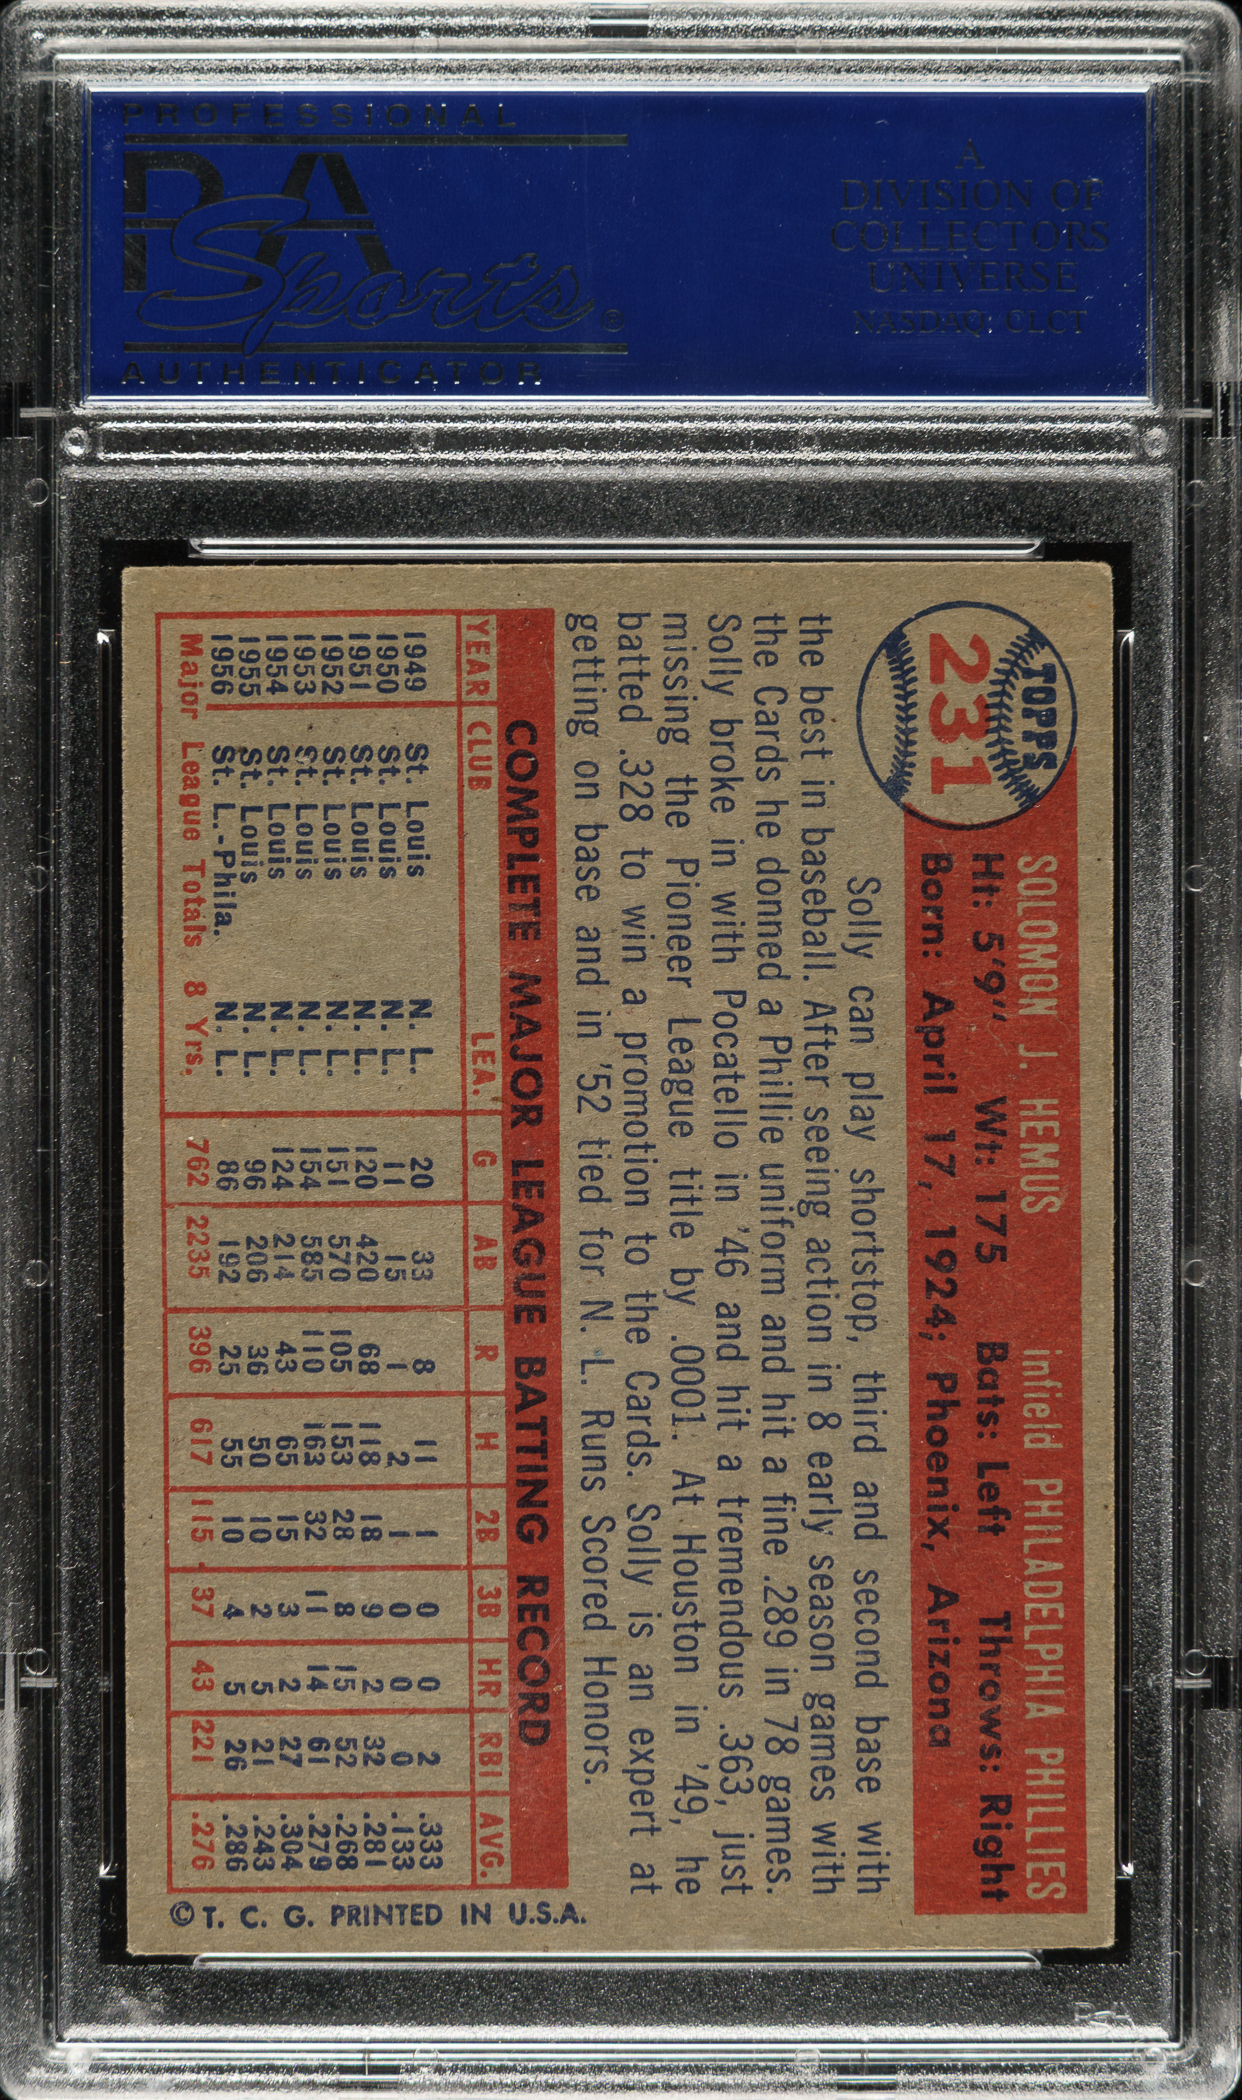 PROFESSIONAL
PSA
Sports®
AUTHENTICATOR
A
DIVISION OF
COLLECTORS
UNIVERSE
NASDAQ: CLCT
TOPPS
231
SOLOMON J. HEMUS infield PHILADELPHIA PHILLIES
Ht: 5'9" Wt: 175 Bats: Left Throws: Right
Born: April 17, 1924; Phoenix, Arizona
Solly can play shortstop, third and second base with
the best in baseball. After seeing action in 8 early season games with
the Cards he donned a Phillie uniform and hit a fine .289 in 78 games.
Solly broke in with Pocatello in '46 and hit a tremendous .363, just
missing the Pioneer League title by .0001. At Houston in '49, he
batted .328 to win a promotion to the Cards. Solly is an expert at
getting on base and in '52 tied for N. L. Runs Scored Honors.
COMPLETE MAJOR LEAGUE BATTING RECORD
YEAR CLUB LEA. G AB R H 2B 3B HR RBI AVG.
1949 St. Louis N. L. 20 33 8 11 1 0 0 2 .333
1950 St. Louis N. L. 11 15 1 2 1 0 0 0 .133
1951 St. Louis N. L. 120 420 68 118 18 9 2 32 .281
1952 St. Louis N. L. 151 570 105 153 28 8 15 52 .268
1953 St. Louis N. L. 154 585 110 163 32 11 14 61 .279
1954 St. Louis N. L. 124 214 43 65 15 3 2 27 .304
1955 St. Louis N. L. 96 206 36 50 10 2 5 21 .243
1956 St. L.-Phila. N. L. 86 192 25 55 10 4 5 26 .286
Major League Totals 8 Yrs. 762 2235 396 617 115 37 43 221 .276
© T. C. G. PRINTED IN U.S.A.
PSA